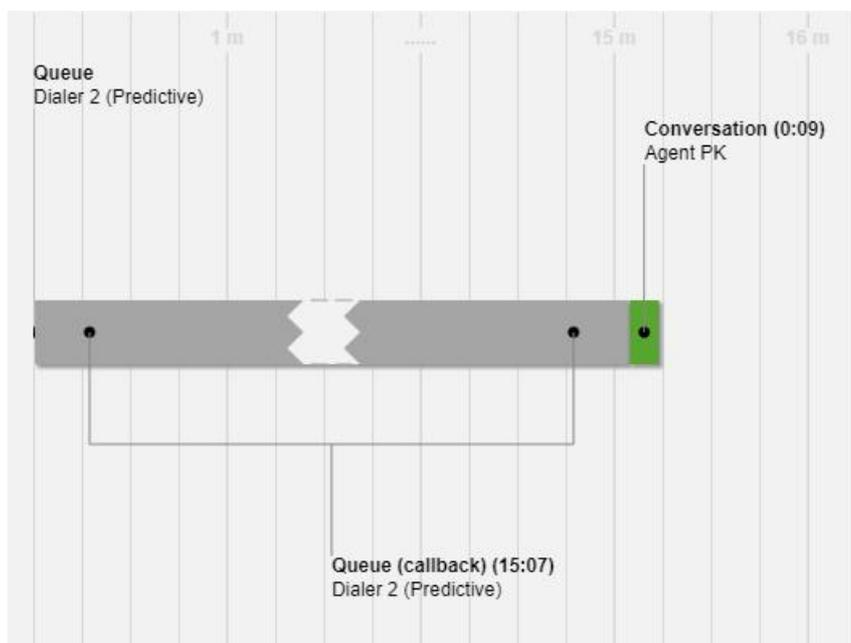 1 m ...... 15 m 16 m
Queue
Dialer 2 (Predictive)
Conversation (0:09)
Agent PK
Queue (callback) (15:07)
Dialer 2 (Predictive)